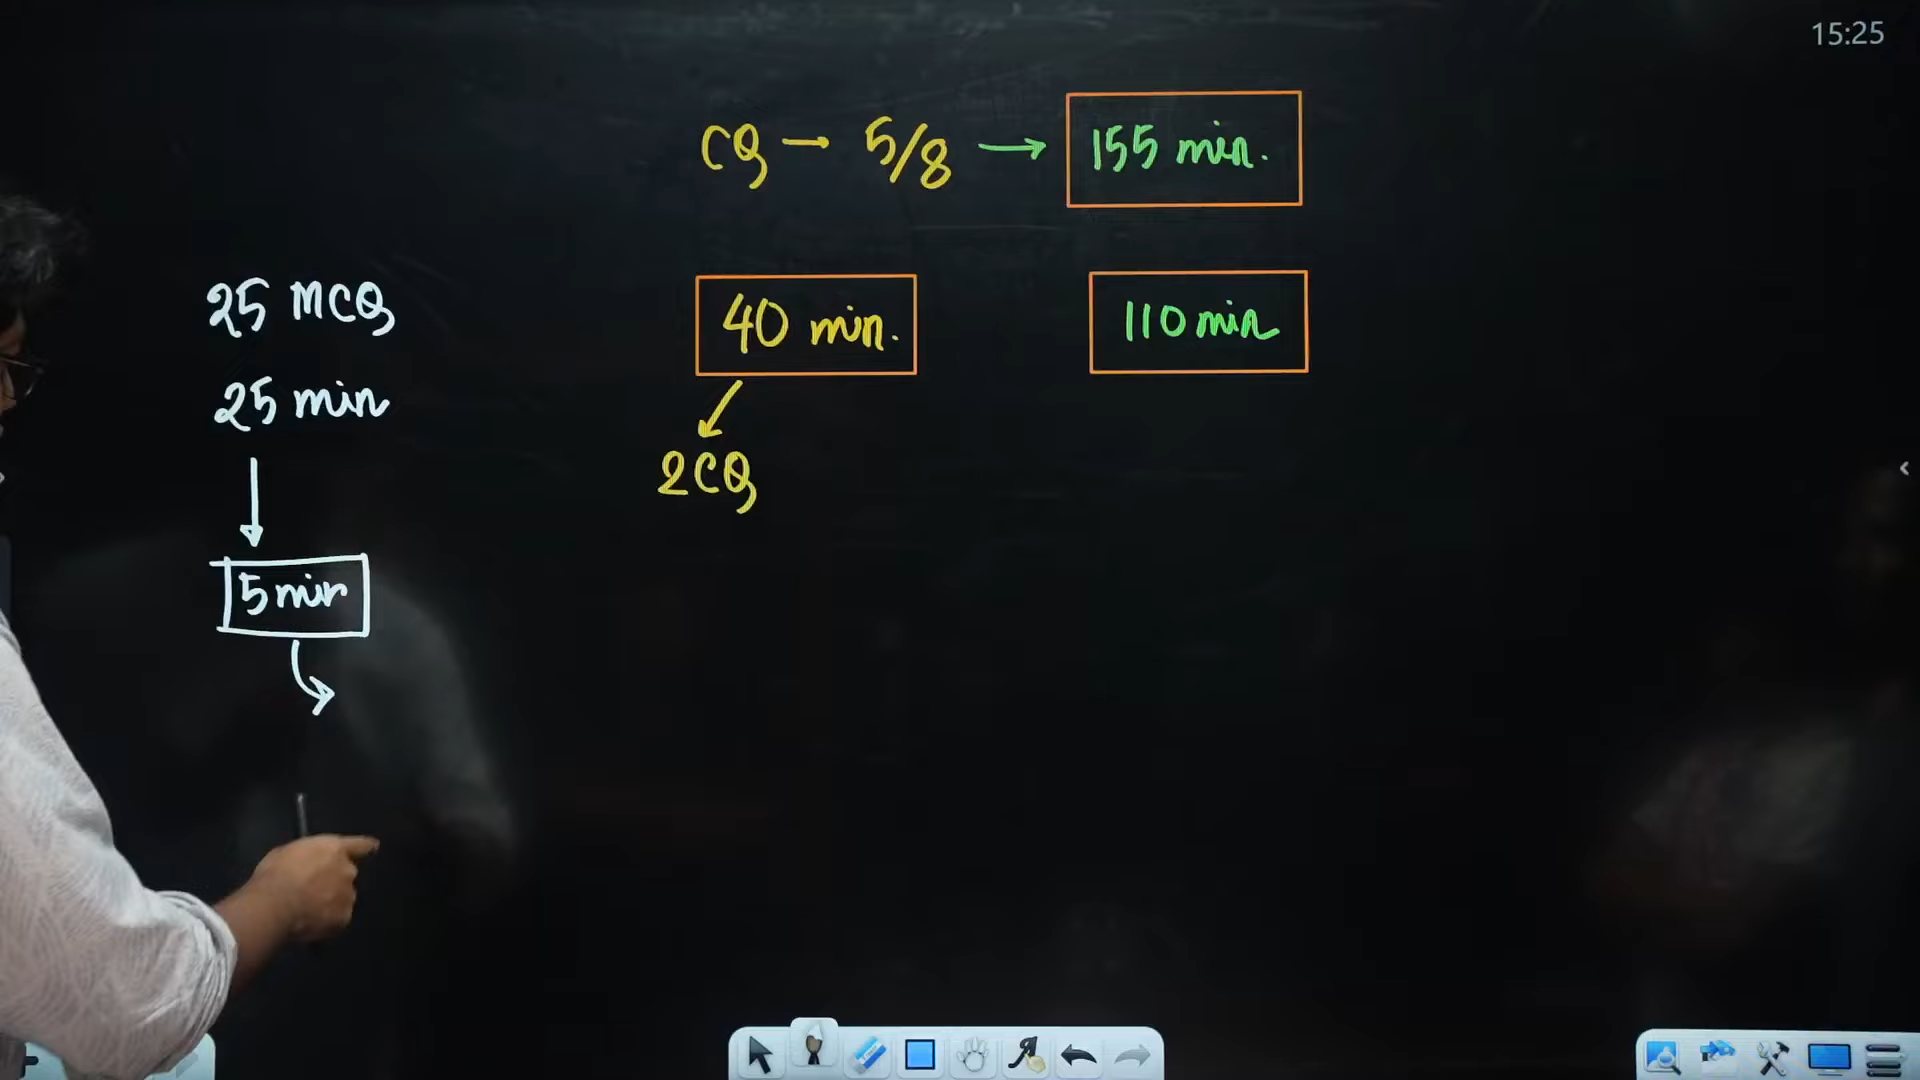 15:25
CQ → 5/8 → 155 min.
25 MCQ
40 min.
110 min
25 min
2CQ
5 min